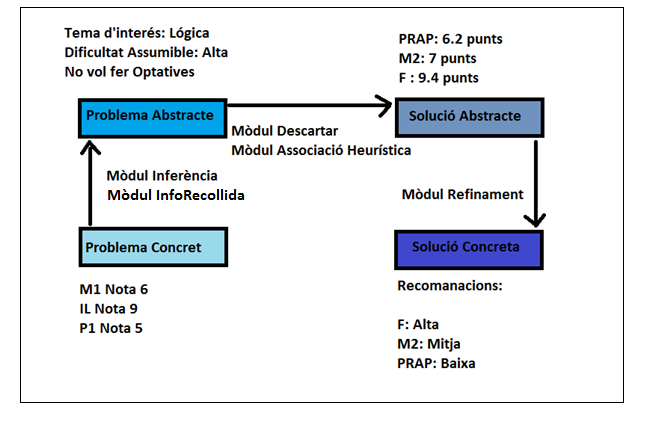 Tema d'interés: Lógica
Dificultat Assumible: Alta
No vol fer Optatives
PRAP: 6.2 punts
M2: 7 punts
F : 9.4 punts
Problema Abstracte
Solució Abstracte
Mòdul Descartar
Mòdul Associació Heurística
Mòdul Inferència
Mòdul InfoRecollida
Mòdul Refinament
Problema Concret
Solució Concreta
M1 Nota 6
IL Nota 9
P1 Nota 5
Recomanacions:
F: Alta
M2: Mitja
PRAP: Baixa